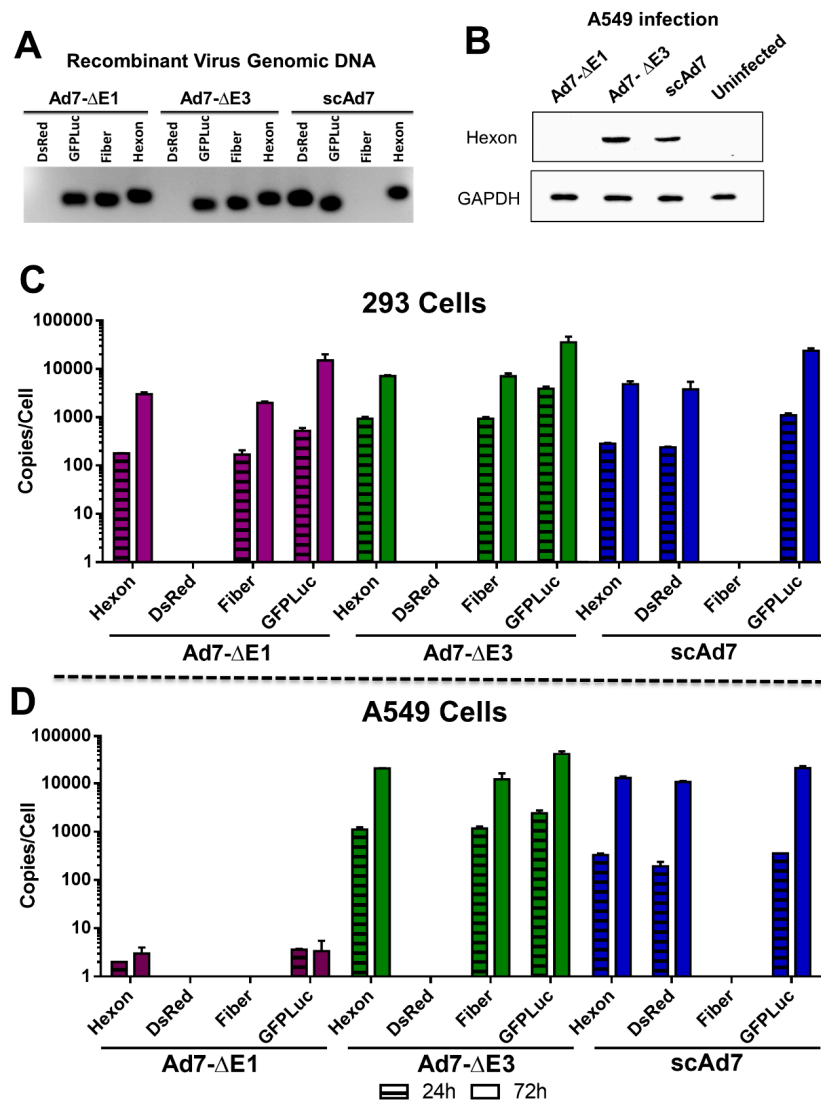 A
Recombinant Virus Genomic DNA
Ad7-ΔE1 Ad7-ΔE3 scAd7
DsRed GFPLuc Fiber Hexon DsRed GFPLuc Fiber Hexon DsRed GFPLuc Fiber Hexon
B
A549 infection
Ad7-ΔE1 Ad7- ΔE3 scAd7 Uninfected
Hexon
GAPDH
C
293 Cells
Copies/Cell
100000
10000
1000
100
10
1
Hexon DsRed Fiber GFPLuc Hexon DsRed Fiber GFPLuc Hexon DsRed Fiber GFPLuc
Ad7-ΔE1 Ad7-ΔE3 scAd7
D
A549 Cells
Copies/Cell
100000
10000
1000
100
10
1
Hexon DsRed Fiber GFPLuc Hexon DsRed Fiber GFPLuc Hexon DsRed Fiber GFPLuc
Ad7-ΔE1 Ad7-ΔE3 scAd7
24h 72h